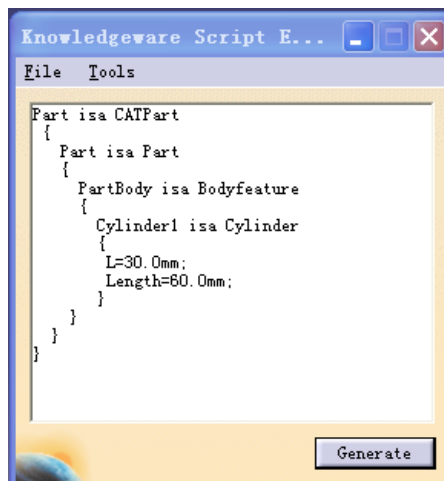 Knowledgeware Script E...
File Tools
Part isa CATPart
{
Part isa Part
{
PartBody isa Bodyfeature
{
Cylinder1 isa Cylinder
{
L=30.0mm;
Length=60.0mm;
}
}
}
}
Generate